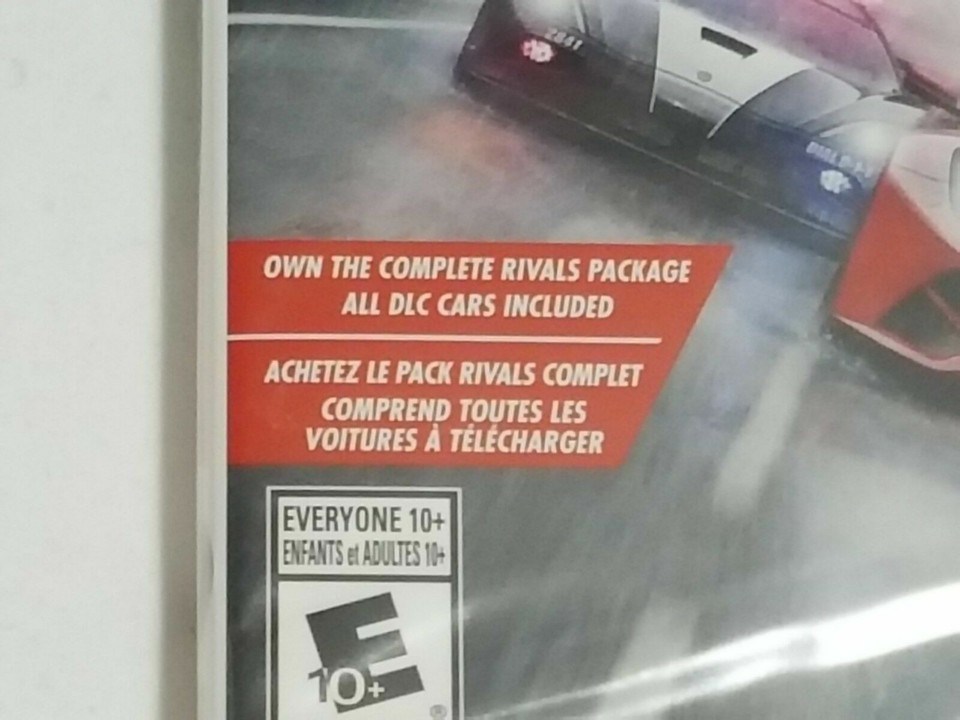 2841
OWN THE COMPLETE RIVALS PACKAGE
ALL DLC CARS INCLUDED
ACHETEZ LE PACK RIVALS COMPLET
COMPREND TOUTES LES
VOITURES À TÉLÉCHARGER
EVERYONE 10+
ENFANTS et ADULTES 10+
E
10+
®